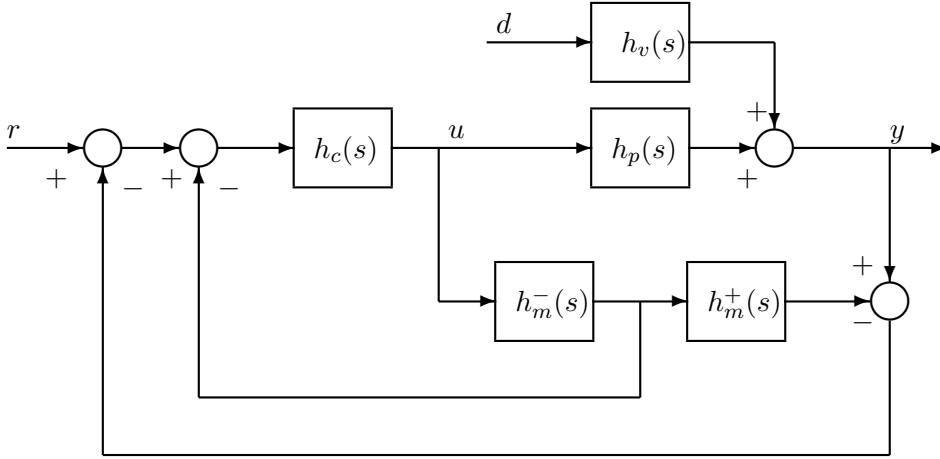 d
h_v(s)
+
r
h_c(s)
u
h_p(s)
y
+
−
+
−
+
+
h_m^-(s)
h_m^+(s)
−